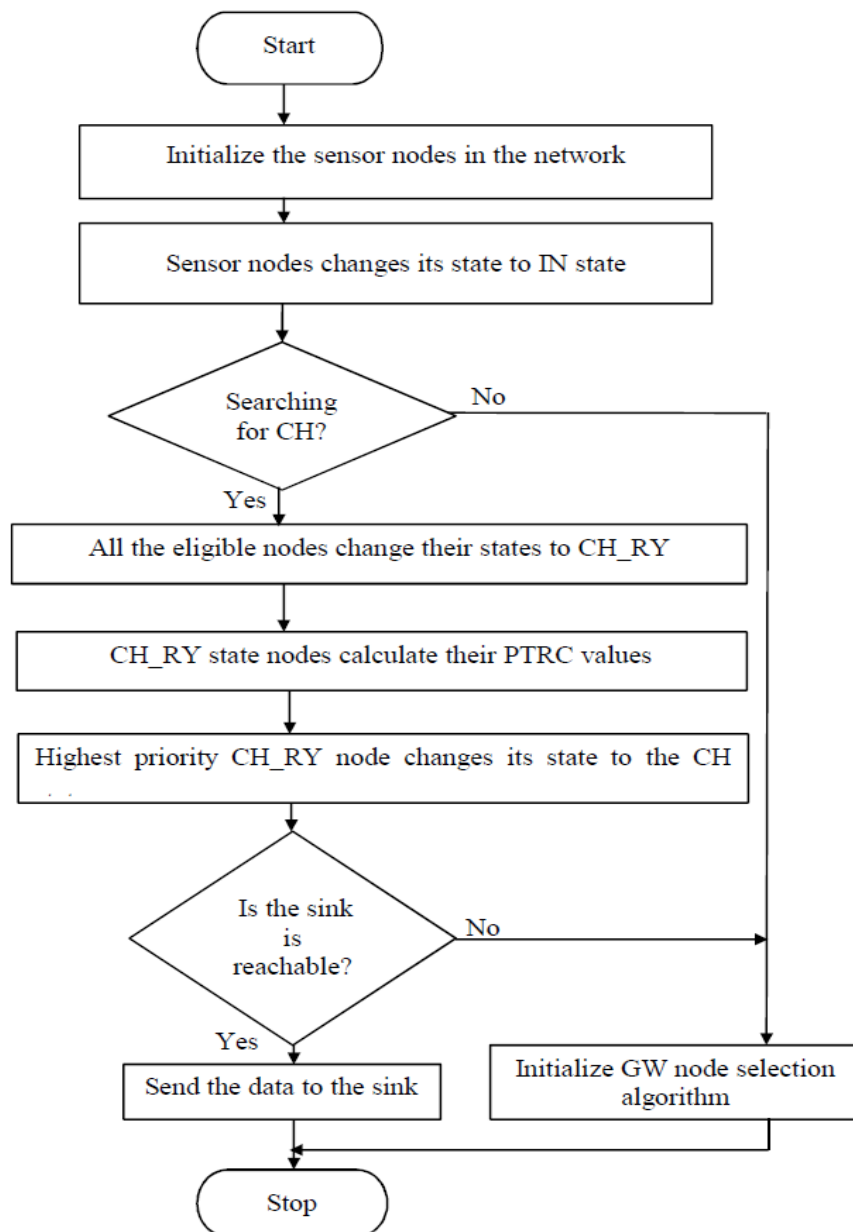 Start
Initialize the sensor nodes in the network
Sensor nodes changes its state to IN state
Searching
for CH?
No
Yes
All the eligible nodes change their states to CH_RY
CH_RY state nodes calculate their PTRC values
Highest priority CH_RY node changes its state to the CH
Is the sink
is
reachable?
No
Yes
Send the data to the sink
Initialize GW node selection
algorithm
Stop